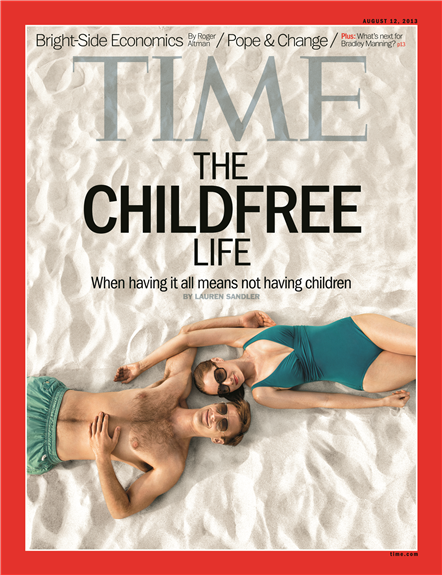 AUGUST 12, 2013
Bright-Side Economics By Roger Altman / Pope & Change / Plus: What's next for Bradley Manning? p13
TIME
THE
CHILDFREE
LIFE
When having it all means not having children
BY LAUREN SANDLER
time.com